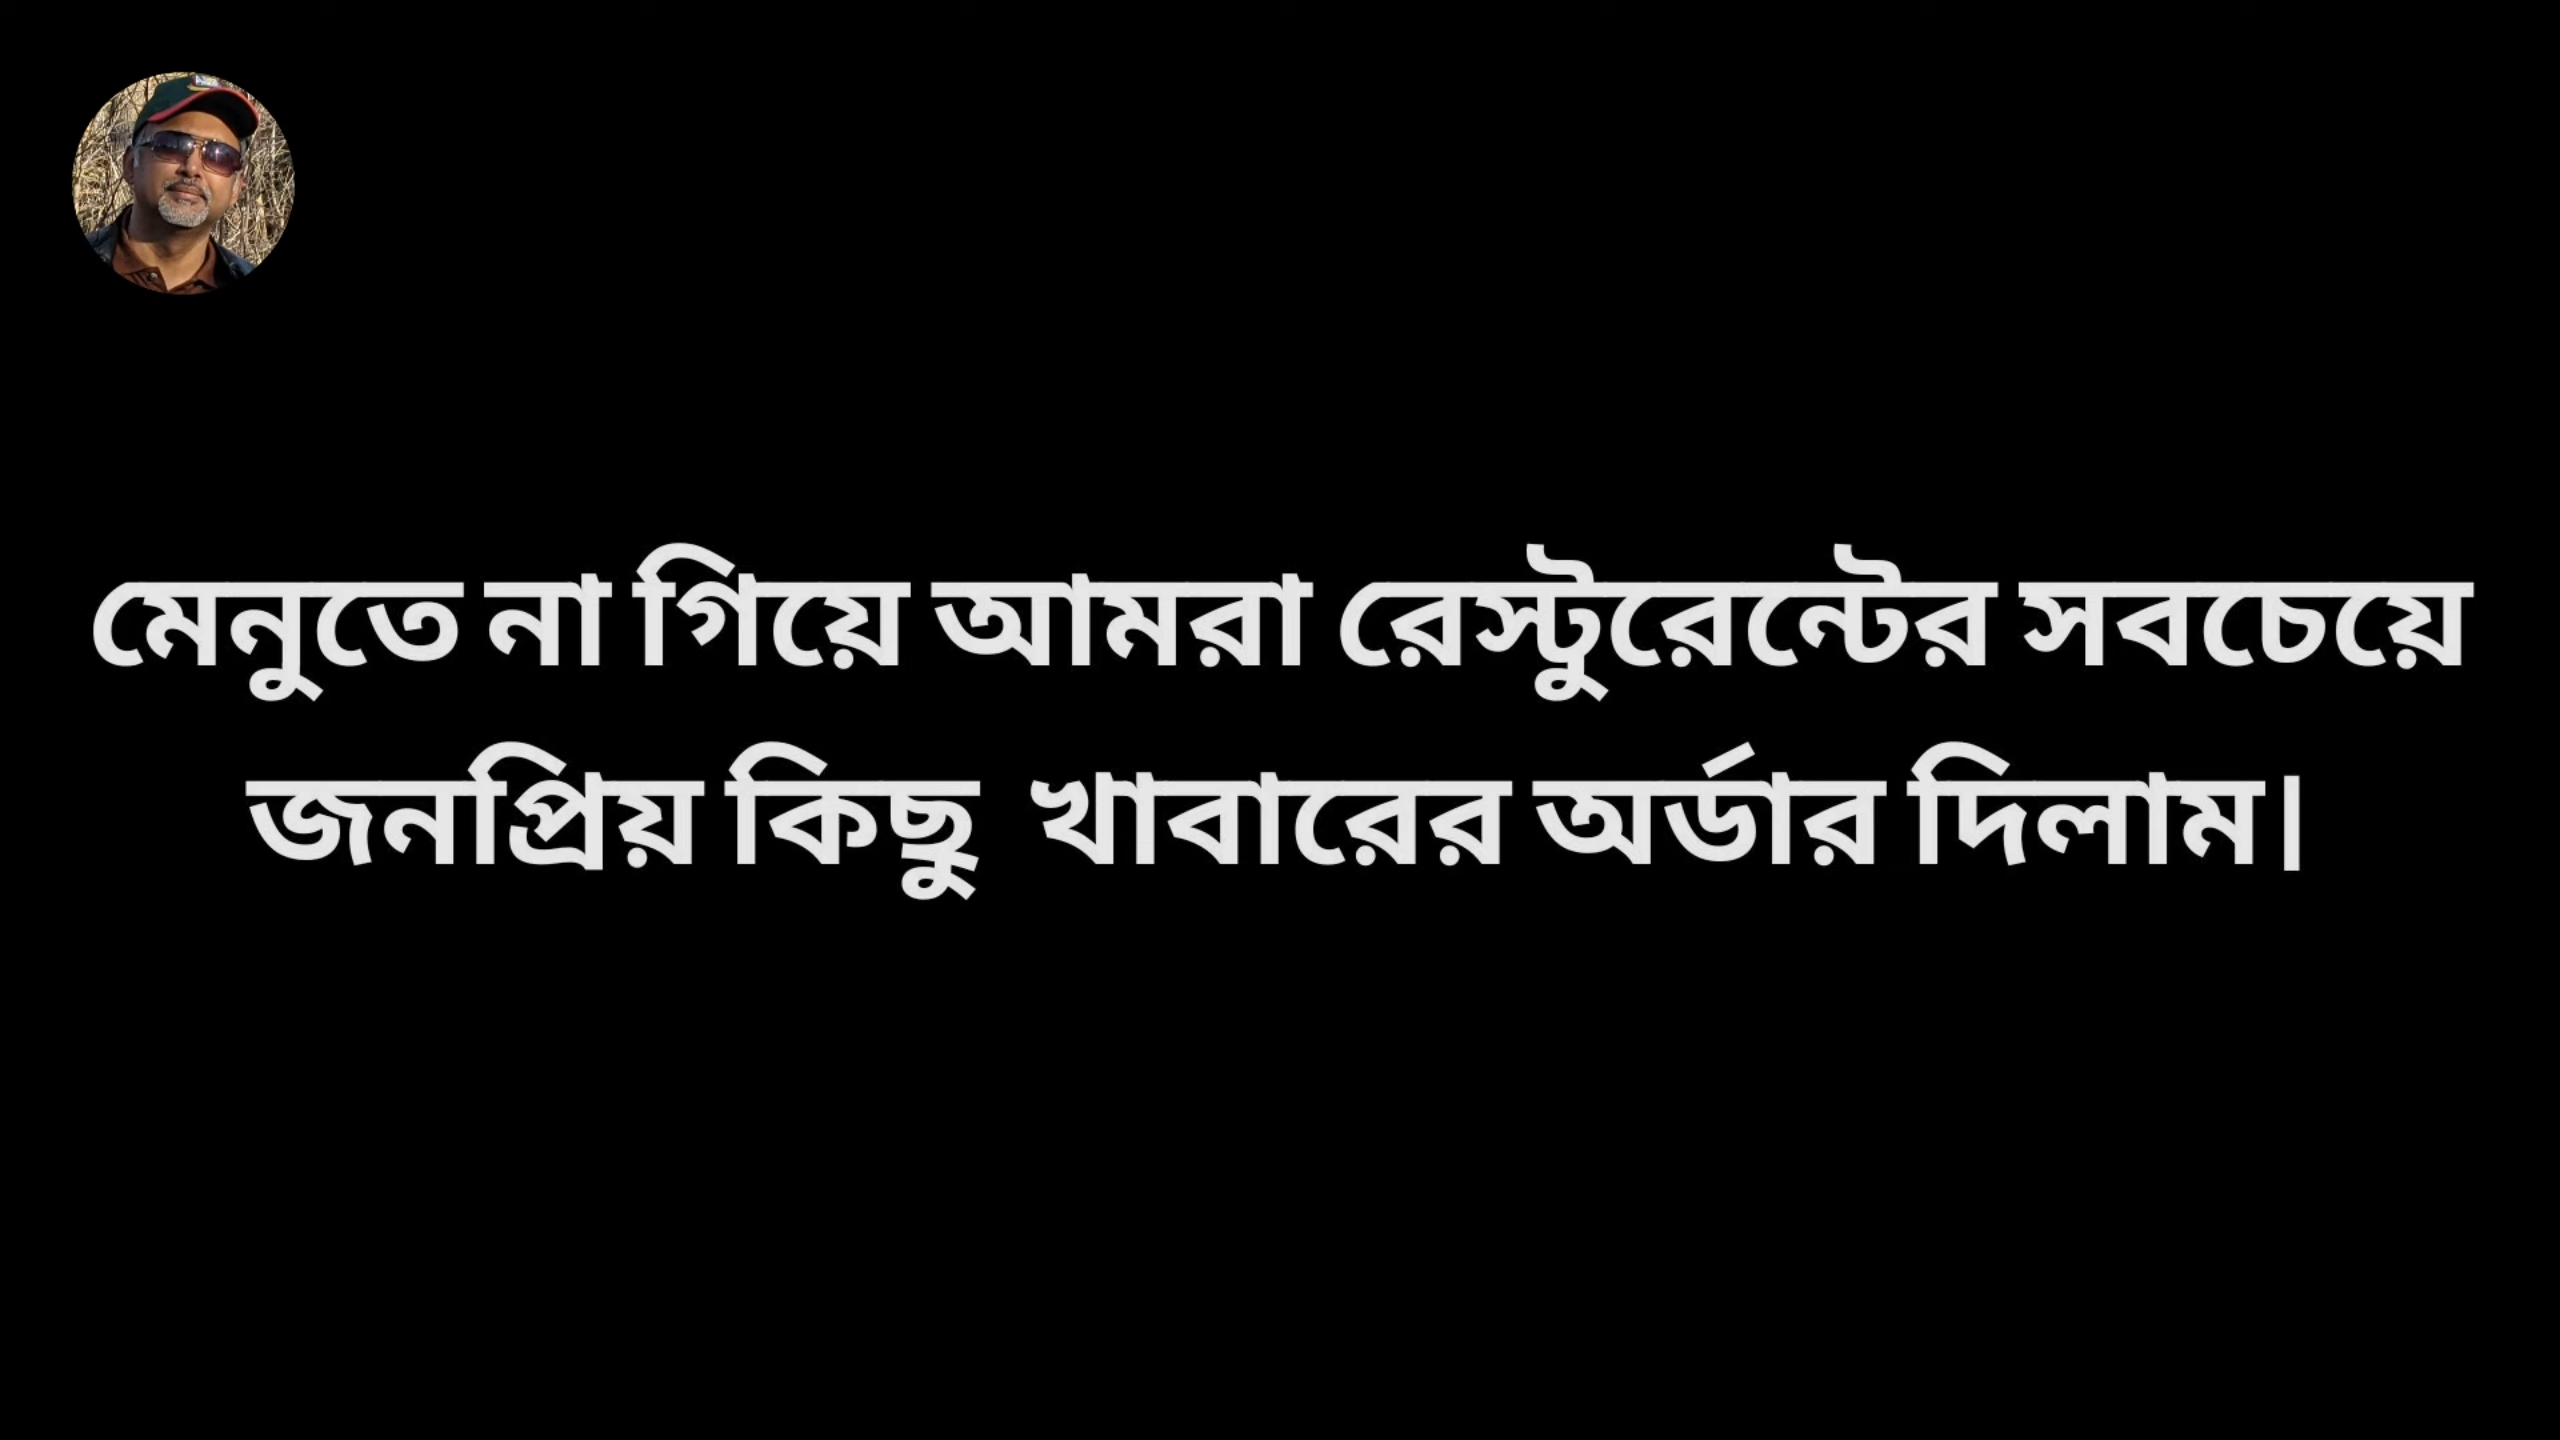 মেনুতে না গিয়ে আমরা রেস্টুরেন্টের সবচেয়ে
জনপ্রিয় কিছু  খাবারের অর্ডার দিলাম।